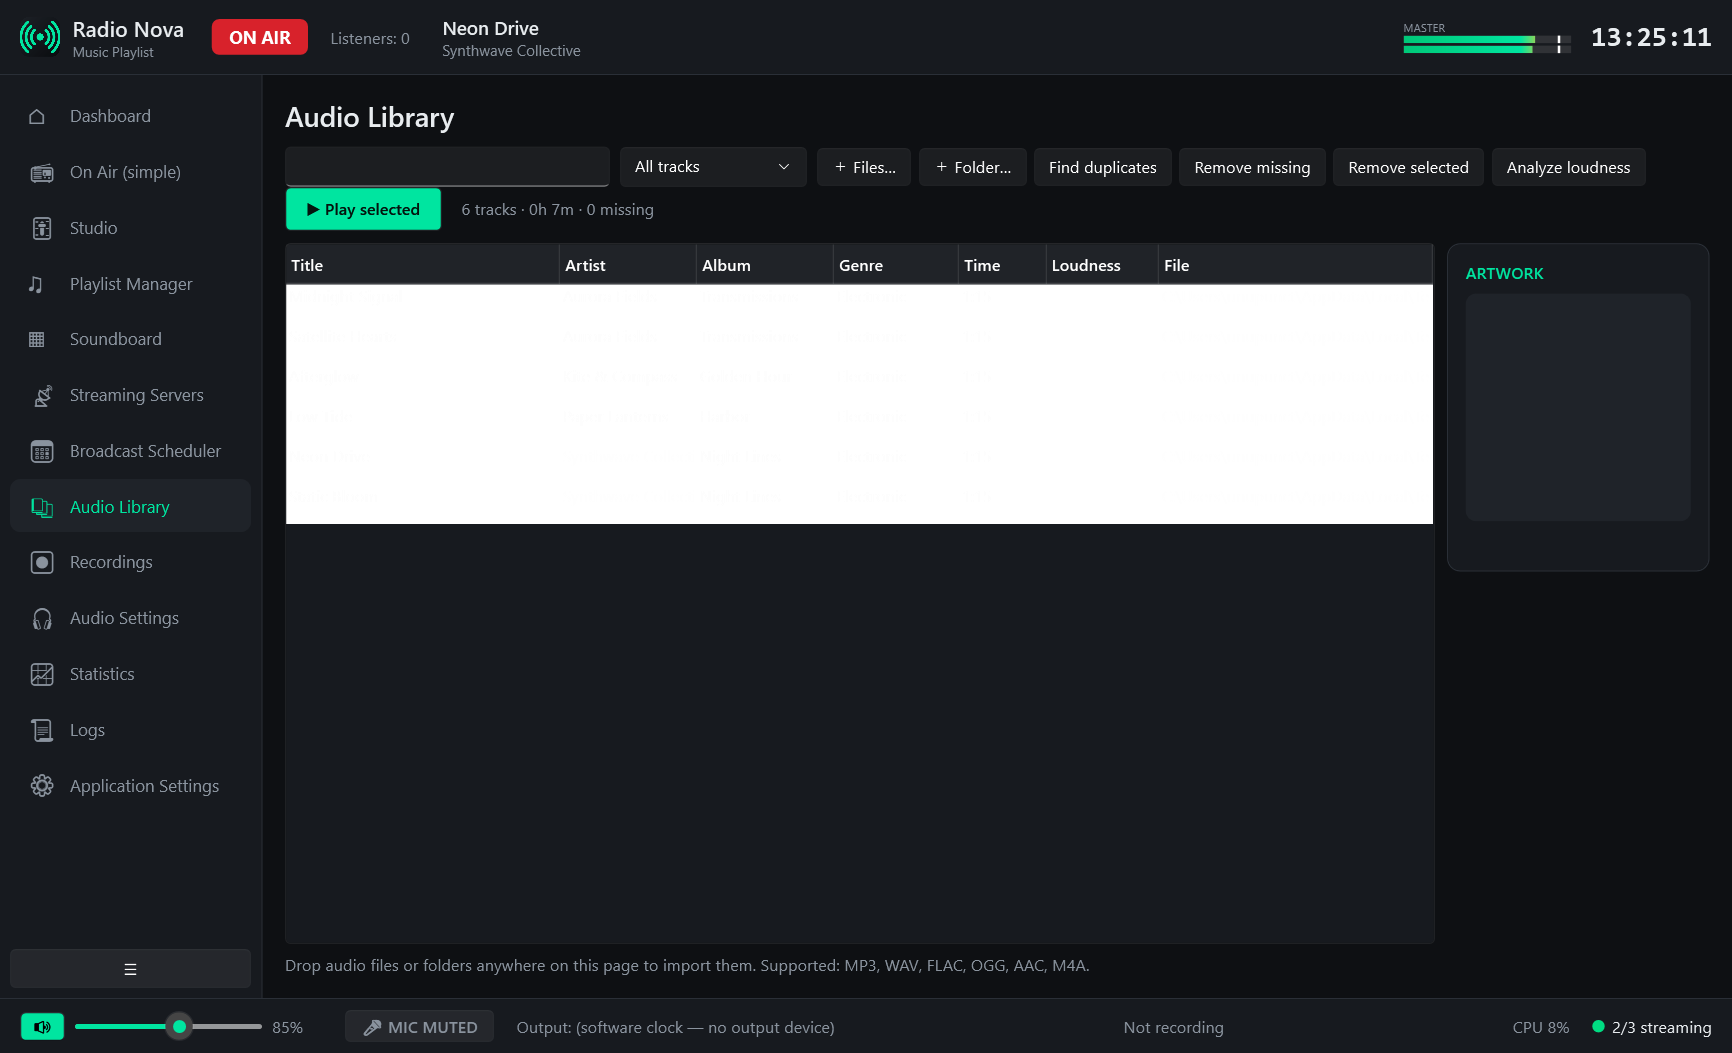 Radio Nova
Music Playlist
ON AIR
Listeners: 0
Neon Drive
Synthwave Collective
MASTER
13:25:11
Dashboard
On Air (simple)
Studio
Playlist Manager
Soundboard
Streaming Servers
Broadcast Scheduler
Audio Library
Recordings
Audio Settings
Statistics
Logs
Application Settings
Audio Library
All tracks
+ Files...
+ Folder...
Find duplicates
Remove missing
Remove selected
Analyze loudness
▶ Play selected
6 tracks · 0h 7m · 0 missing
Title Artist Album Genre Time Loudness File
ARTWORK
Drop audio files or folders anywhere on this page to import them. Supported: MP3, WAV, FLAC, OGG, AAC, M4A.
85%
MIC MUTED
Output: (software clock — no output device)
Not recording
CPU 8%
2/3 streaming